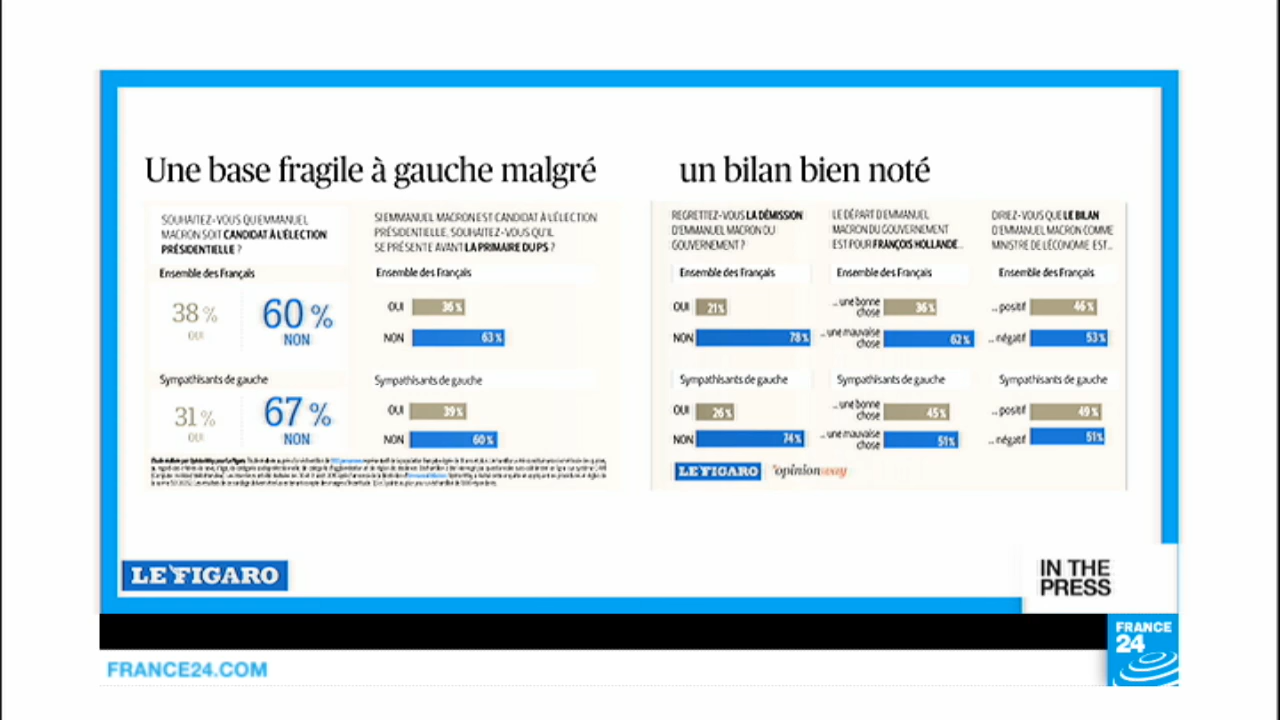 Une base fragile à gauche malgré un bilan bien noté
SOUHAITEZ-VOUS QU'EMMANUEL
MACRON SOIT CANDIDAT À L'ÉLECTION
PRÉSIDENTIELLE ?
Ensemble des Français
38 %
OUI
60 %
NON
Sympathisants de gauche
31 %
OUI
67 %
NON
SI EMMANUEL MACRON EST CANDIDAT À L'ÉLECTION
PRÉSIDENTIELLE, SOUHAITEZ-VOUS QU'IL
SE PRÉSENTE AVANT LA PRIMAIRE DU PS ?
Ensemble des Français
OUI 36%
NON 63%
Sympathisants de gauche
OUI 39%
NON 60%
REGRETTEZ-VOUS LA DÉMISSION
D'EMMANUEL MACRON DU
GOUVERNEMENT ?
Ensemble des Français
OUI 21%
NON 78%
Sympathisants de gauche
OUI 26%
NON 74%
LE DÉPART D'EMMANUEL
MACRON DU GOUVERNEMENT
EST POUR FRANÇOIS HOLLANDE...
Ensemble des Français
...une bonne
chose 36%
...une mauvaise
chose 62%
Sympathisants de gauche
...une bonne
chose 45%
...une mauvaise
chose 51%
DIRIEZ-VOUS QUE LE BILAN
D'EMMANUEL MACRON COMME
MINISTRE DE L'ÉCONOMIE EST...
Ensemble des Français
...positif 46%
...négatif 53%
Sympathisants de gauche
...positif 49%
...négatif 51%
LE FIGARO "opinionway
LE FIGARO
IN THE
PRESS
FRANCE
24
FRANCE24.COM